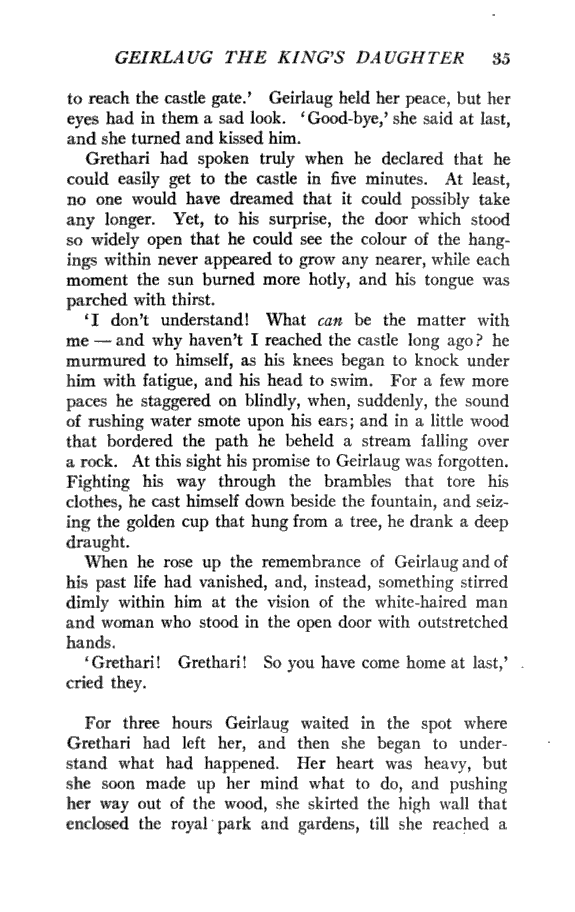 GEIRLAUG THE KING'S DAUGHTER 35
to reach the castle gate.' Geirlaug held her peace, but her
eyes had in them a sad look. 'Good-bye,' she said at last,
and she turned and kissed him.
Grethari had spoken truly when he declared that he
could easily get to the castle in five minutes. At least,
no one would have dreamed that it could possibly take
any longer. Yet, to his surprise, the door which stood
so widely open that he could see the colour of the hang-
ings within never appeared to grow any nearer, while each
moment the sun burned more hotly, and his tongue was
parched with thirst.
'I don't understand! What can be the matter with
me — and why haven't I reached the castle long ago? he
murmured to himself, as his knees began to knock under
him with fatigue, and his head to swim. For a few more
paces he staggered on blindly, when, suddenly, the sound
of rushing water smote upon his ears; and in a little wood
that bordered the path he beheld a stream falling over
a rock. At this sight his promise to Geirlaug was forgotten.
Fighting his way through the brambles that tore his
clothes, he cast himself down beside the fountain, and seiz-
ing the golden cup that hung from a tree, he drank a deep
draught.
When he rose up the remembrance of Geirlaug and of
his past life had vanished, and, instead, something stirred
dimly within him at the vision of the white-haired man
and woman who stood in the open door with outstretched
hands.
'Grethari! Grethari! So you have come home at last,'
cried they.
For three hours Geirlaug waited in the spot where
Grethari had left her, and then she began to under-
stand what had happened. Her heart was heavy, but
she soon made up her mind what to do, and pushing
her way out of the wood, she skirted the high wall that
enclosed the royal park and gardens, till she reached a